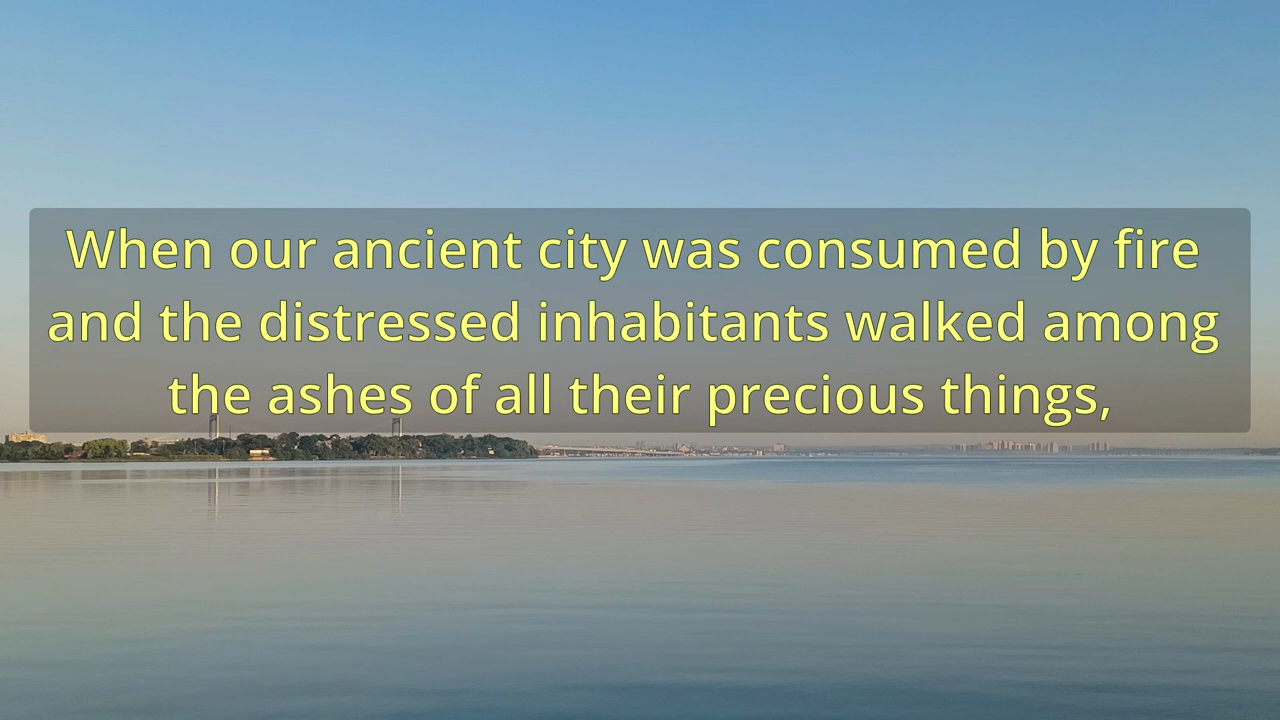 When our ancient city was consumed by fire
and the distressed inhabitants walked among
the ashes of all their precious things,